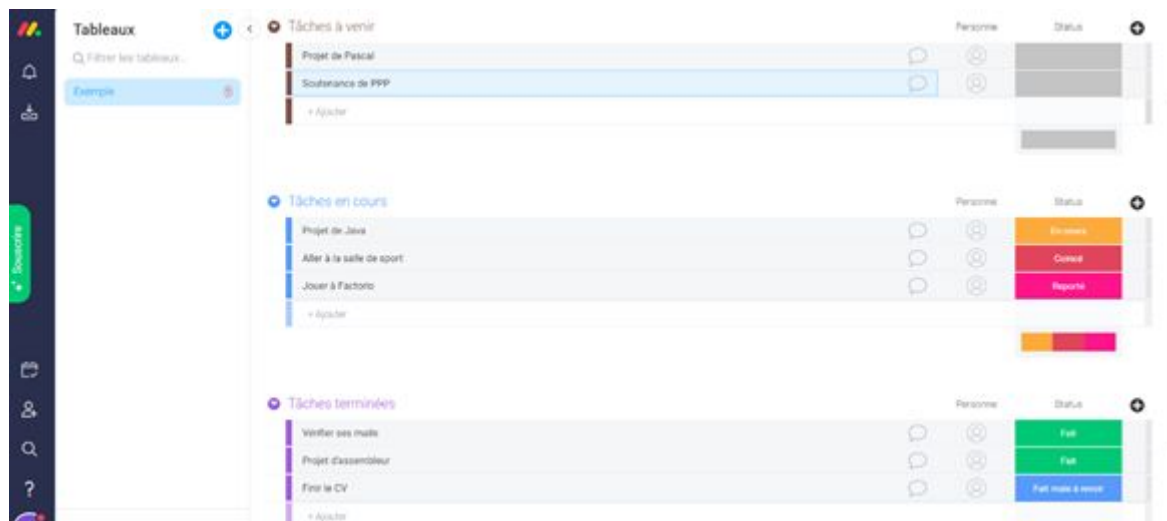 Tableaux
Filtrer les tableaux...
Exemple
Souscrire
Tâches à venir Personne Status
Projet de Pascal
Soutenance de PPP
+ Ajouter
Tâches en cours Personne Status
Projet de Java En cours
Aller à la salle de sport Coincé
Jouer à Factorio Reporté
+ Ajouter
Tâches terminées Personne Status
Vérifier ses mails Fait
Projet d'assembleur Fait
Finir le CV Fait mais à revoir
+ Ajouter